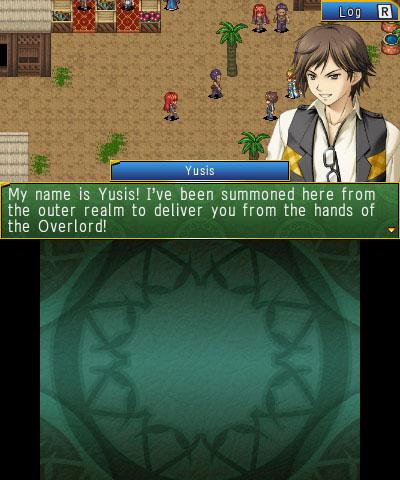 Log R
Yusis
My name is Yusis! I've been summoned here from
the outer realm to deliver you from the hands of
the Overlord!